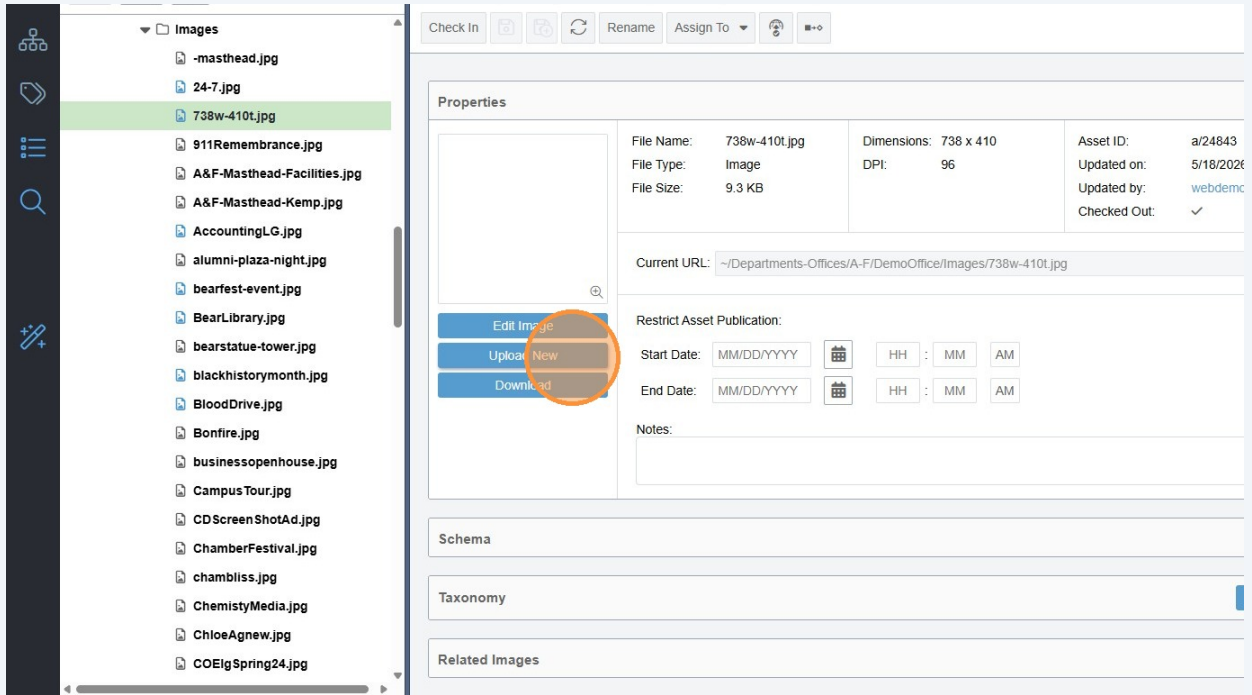 Images
-masthead.jpg
24-7.jpg
738w-410t.jpg
911Remembrance.jpg
A&F-Masthead-Facilities.jpg
A&F-Masthead-Kemp.jpg
AccountingLG.jpg
alumni-plaza-night.jpg
bearfest-event.jpg
BearLibrary.jpg
bearstatue-tower.jpg
blackhistorymonth.jpg
BloodDrive.jpg
Bonfire.jpg
businessopenhouse.jpg
CampusTour.jpg
CDScreenShotAd.jpg
ChamberFestival.jpg
chambliss.jpg
ChemistyMedia.jpg
ChloeAgnew.jpg
COElgSpring24.jpg
Check In Rename Assign To
Properties
File Name: 738w-410t.jpg Dimensions: 738 x 410 Asset ID: a/24843
File Type: Image DPI: 96 Updated on: 5/18/2026
File Size: 9.3 KB Updated by: webdemo
Checked Out:
Current URL: ~/Departments-Offices/A-F/DemoOffice/Images/738w-410t.jpg
Edit Image
Upload New
Download
Restrict Asset Publication:
Start Date: MM/DD/YYYY HH : MM AM
End Date: MM/DD/YYYY HH : MM AM
Notes:
Schema
Taxonomy
Related Images